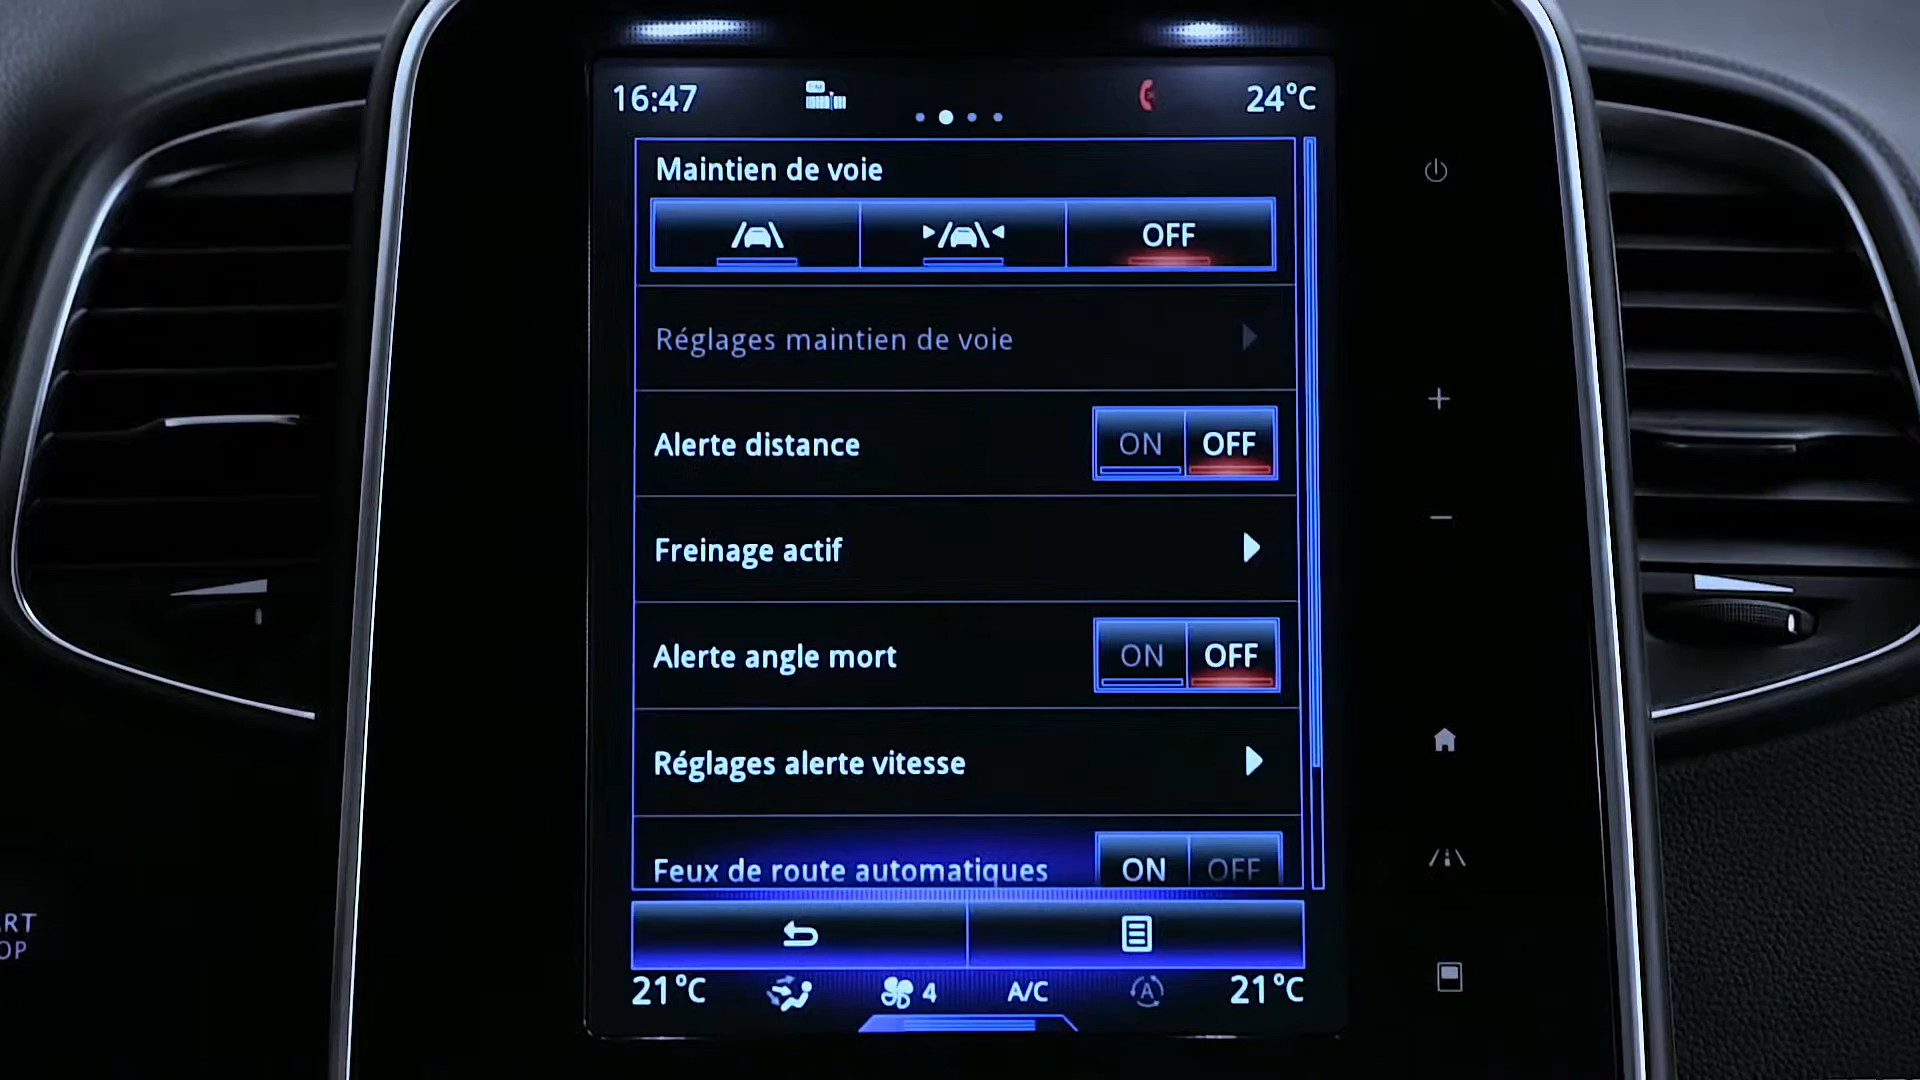 16:47 24°C
Maintien de voie
OFF
Réglages maintien de voie
Alerte distance ON OFF
Freinage actif
Alerte angle mort ON OFF
Réglages alerte vitesse
Feux de route automatiques ON OFF
21°C 4 A/C A 21°C
RT
OP